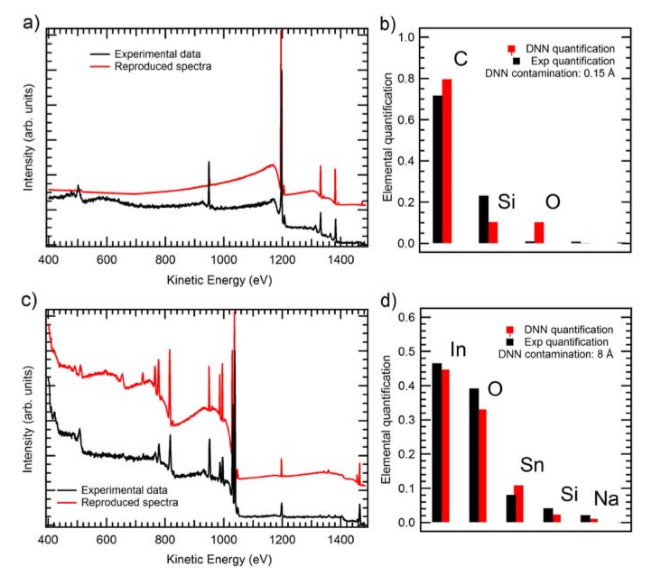 a)
Experimental data
Reproduced spectra
Intensity (arb. units)
400 600 800 1000 1200 1400
Kinetic Energy (eV)
b)
1.0
0.8
0.6
0.4
0.2
0.0
Elemental quantification
C
Si
O
DNN quantification
Exp quantification
DNN contamination: 0.15 Å
c)
Experimental data
Reproduced spectra
Intensity (arb. units)
400 600 800 1000 1200 1400
Kinetic Energy (eV)
d)
0.6
0.5
0.4
0.3
0.2
0.1
0.0
Elemental quantification
In
O
Sn
Si
Na
DNN quantification
Exp quantification
DNN contamination: 8 Å